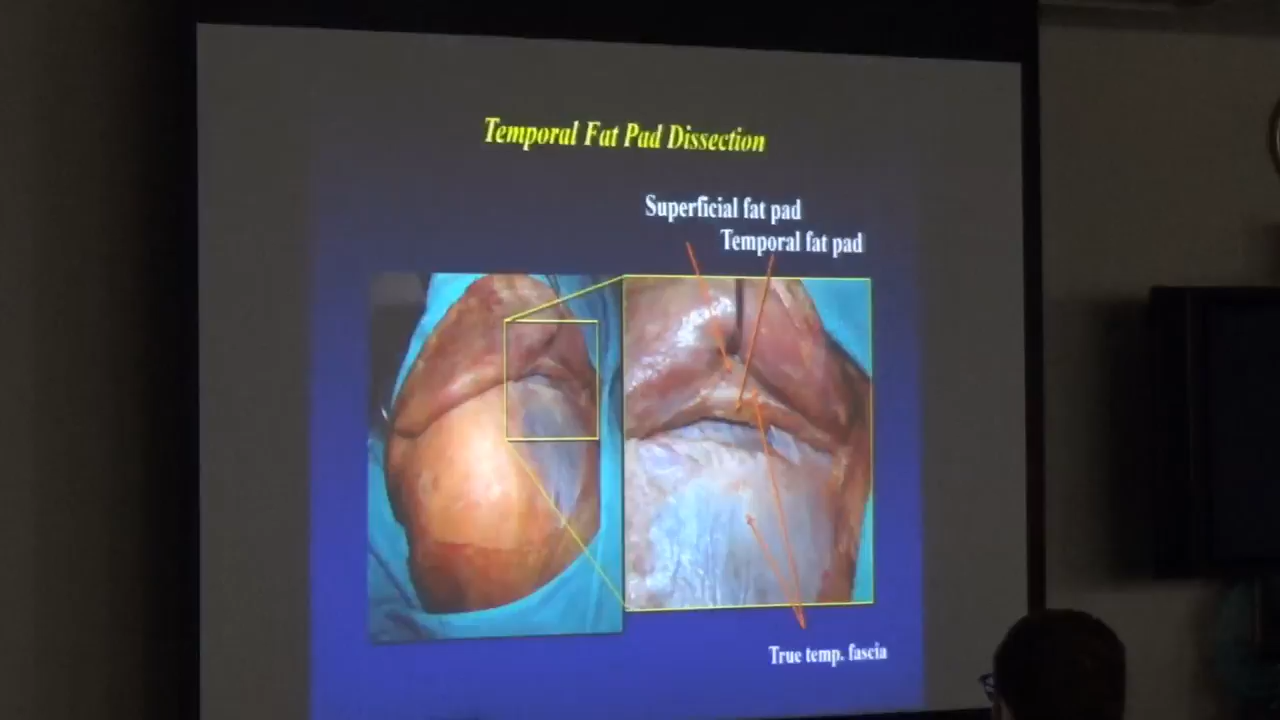 Temporal Fat Pad Dissection
Superficial fat pad
Temporal fat pad
True temp. fascia